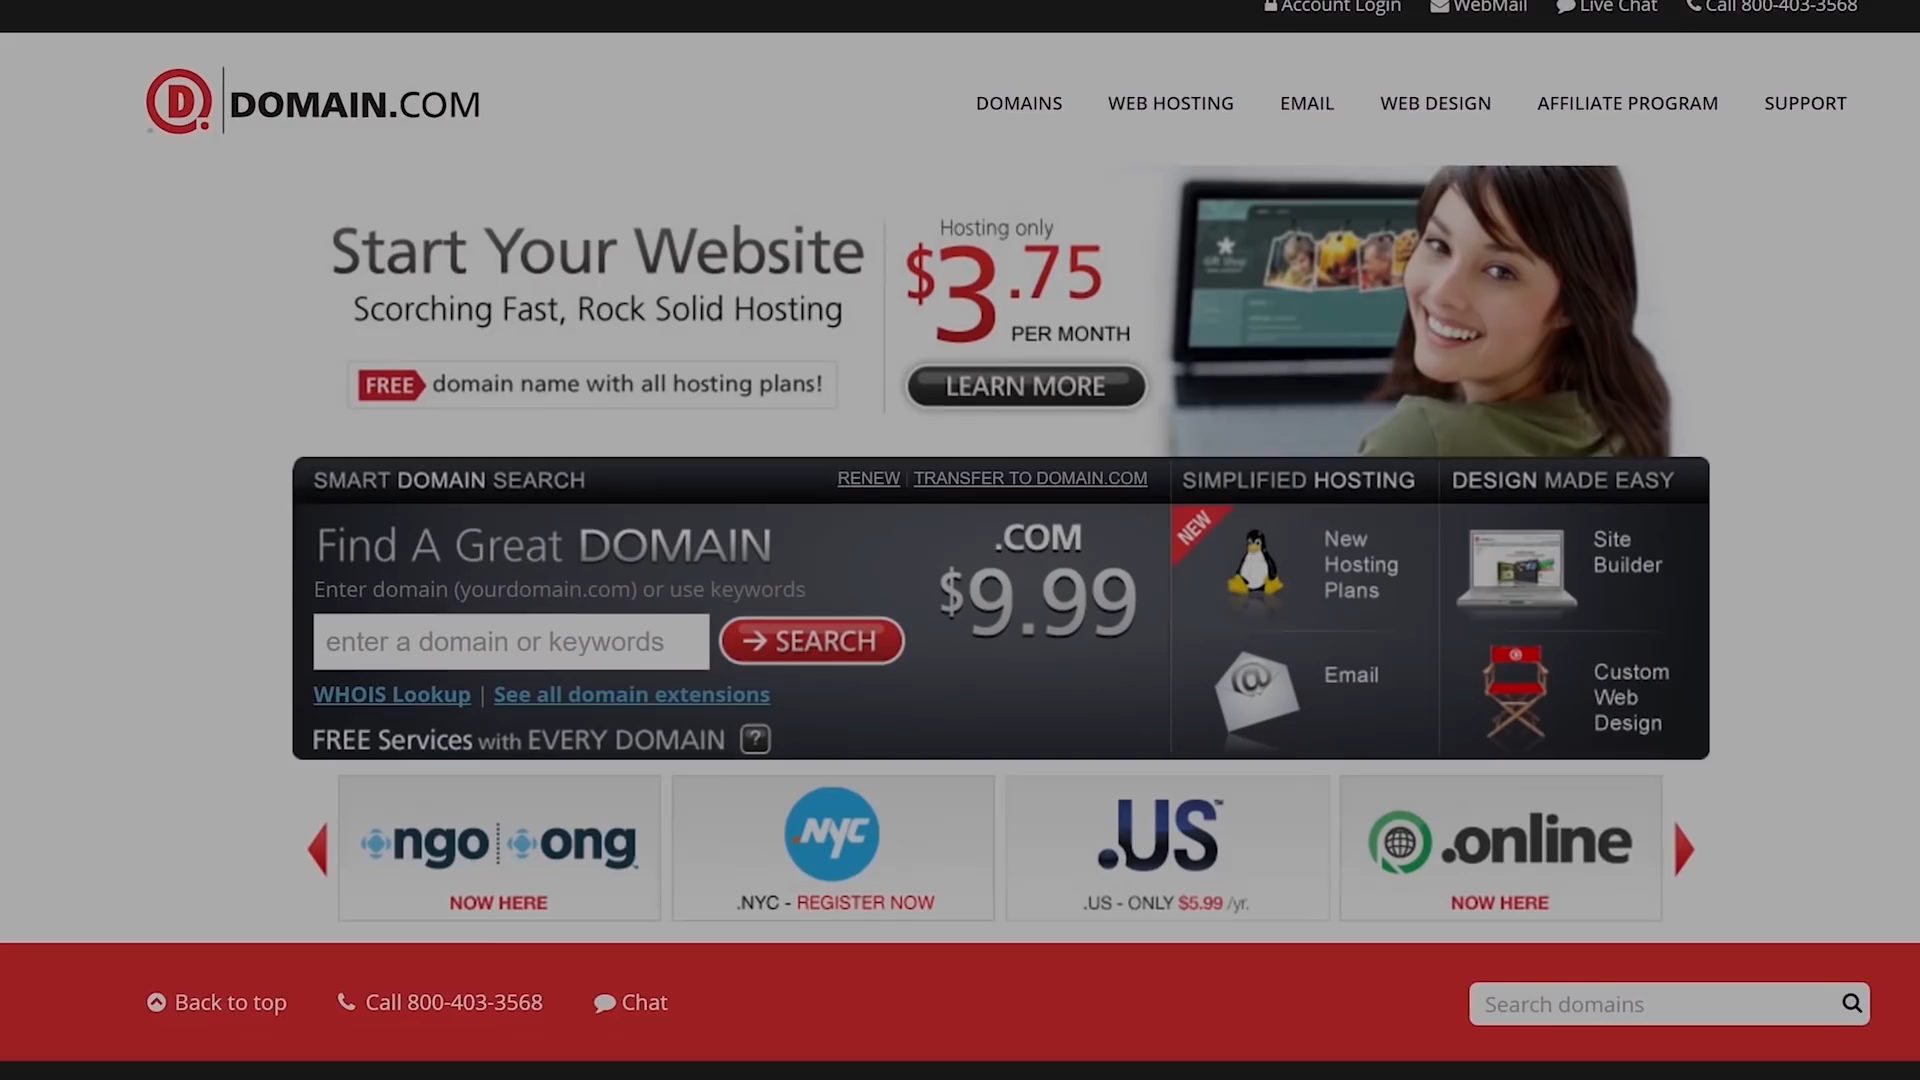 Account Login WebMail Live Chat Call 800-403-3568
D DOMAIN.COM
DOMAINS WEB HOSTING EMAIL WEB DESIGN AFFILIATE PROGRAM SUPPORT
Start Your Website
Scorching Fast, Rock Solid Hosting
FREE domain name with all hosting plans!
Hosting only
$3.75
PER MONTH
LEARN MORE
SMART DOMAIN SEARCH RENEW | TRANSFER TO DOMAIN.COM
Find A Great DOMAIN
Enter domain (yourdomain.com) or use keywords
enter a domain or keywords
→ SEARCH
.COM
$9.99
WHOIS Lookup | See all domain extensions
FREE Services with EVERY DOMAIN ?
SIMPLIFIED HOSTING
NEW
New
Hosting
Plans
Email
DESIGN MADE EASY
Site
Builder
Custom
Web
Design
ngo ong
NOW HERE
.NYC
.NYC - REGISTER NOW
.US™
.US - ONLY $5.99 /yr.
.online
NOW HERE
Back to top Call 800-403-3568 Chat
Search domains